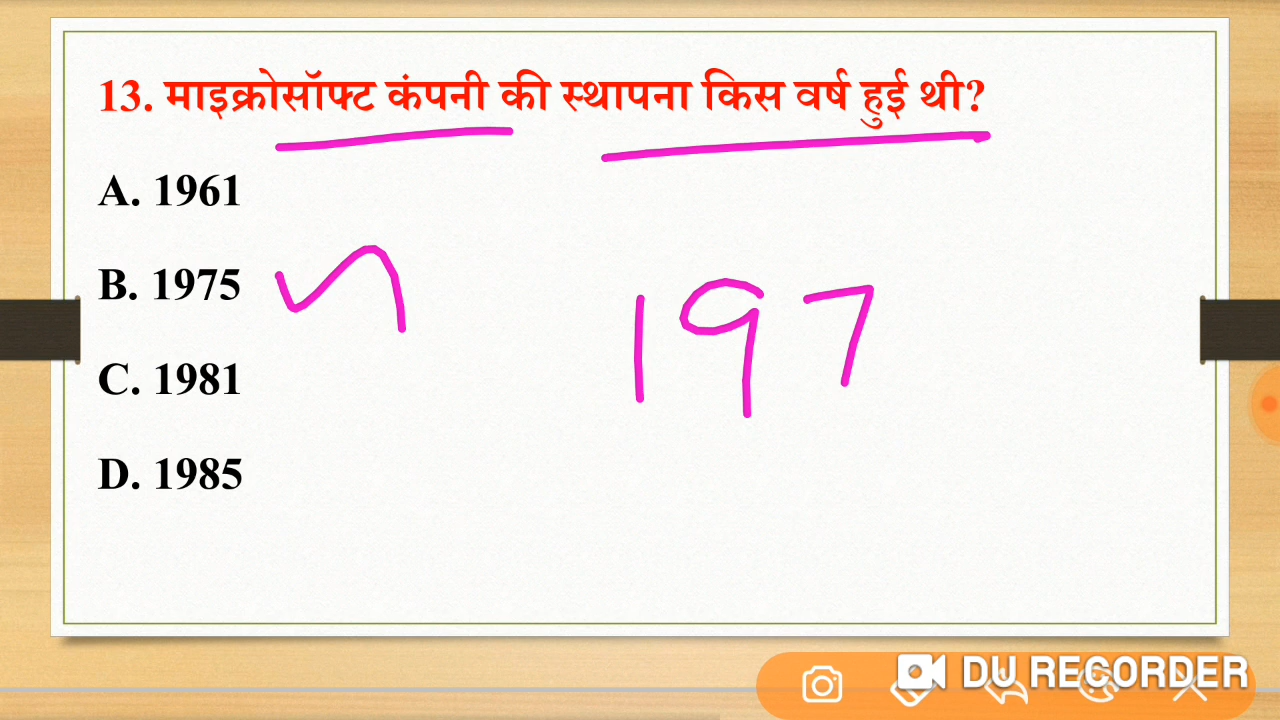 13. माइक्रोसॉफ्ट कंपनी की स्थापना किस वर्ष हुई थी?
A. 1961
B. 1975
197
C. 1981
D. 1985
DU RECORDER